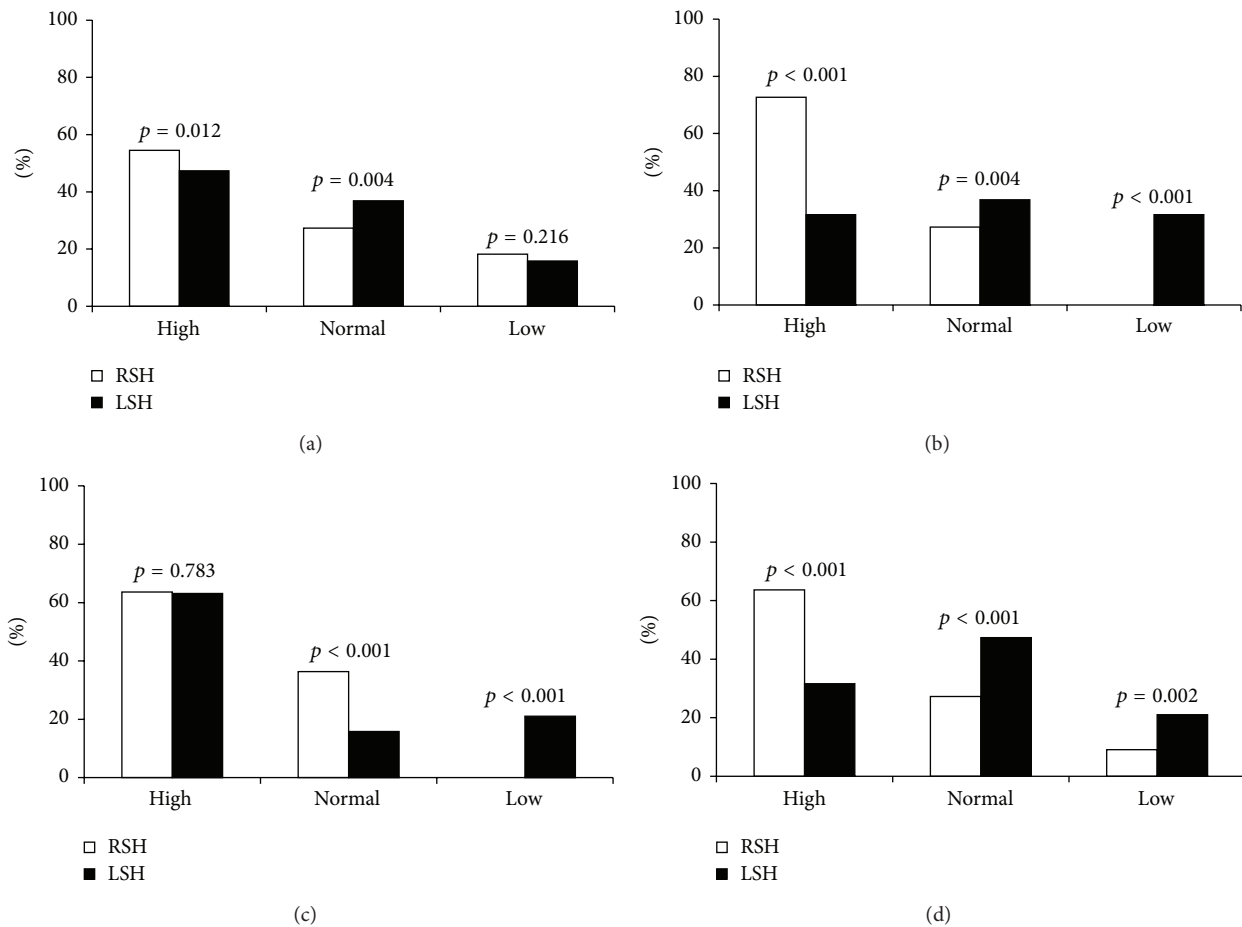 100
80
60
40
20
0
(%)
p = 0.012
p = 0.004
p = 0.216
High Normal Low
RSH
LSH
(a)
100
80
60
40
20
0
(%)
p < 0.001
p = 0.004
p < 0.001
High Normal Low
RSH
LSH
(b)
100
80
60
40
20
0
(%)
p = 0.783
p < 0.001
p < 0.001
High Normal Low
RSH
LSH
(c)
100
80
60
40
20
0
(%)
p < 0.001
p < 0.001
p = 0.002
High Normal Low
RSH
LSH
(d)